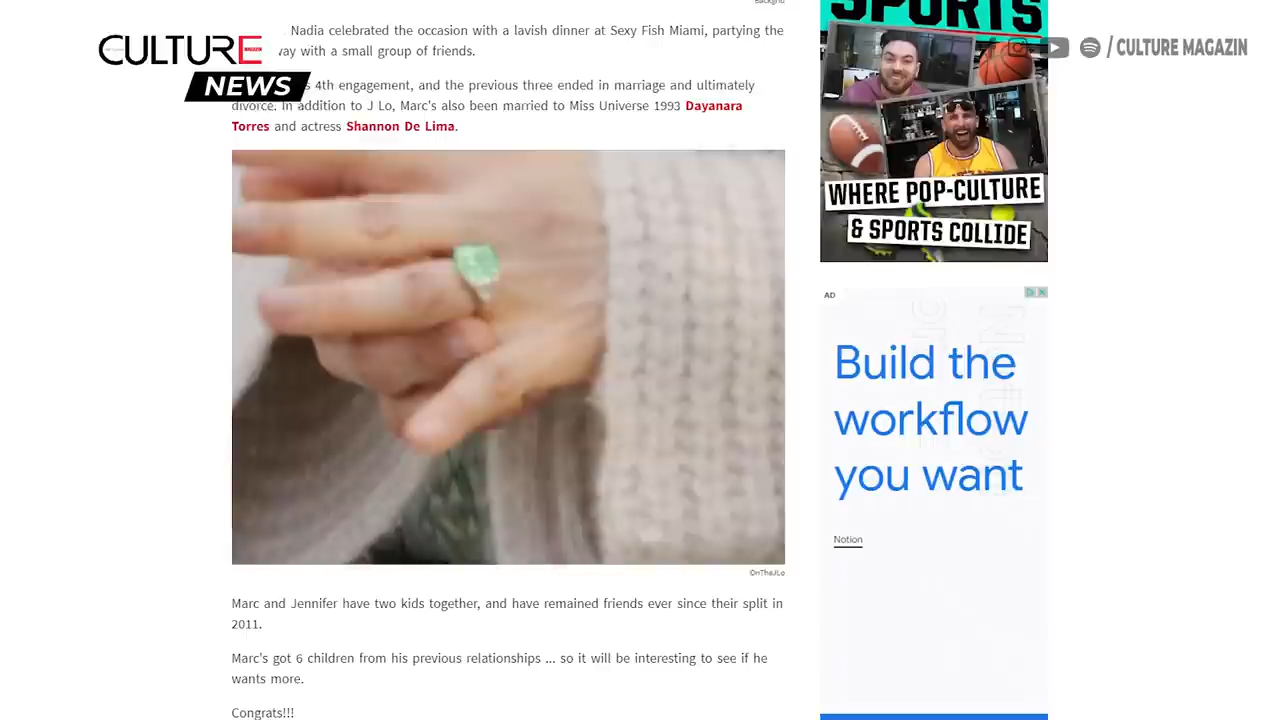 CULTURE
NEWS
Nadia celebrated the occasion with a lavish dinner at Sexy Fish Miami, partying the
with a small group of friends.
4th engagement, and the previous three ended in marriage and ultimately
divorce. In addition to J Lo, Marc's also been married to Miss Universe 1993 Dayanara
Torres and actress Shannon De Lima.
OnTheJLo
Marc and Jennifer have two kids together, and have remained friends ever since their split in
2011.
Marc's got 6 children from his previous relationships ... so it will be interesting to see if he
wants more.
Congrats!!!
SPORTS
/ CULTURE MAGAZIN
WHERE POP-CULTURE
& SPORTS COLLIDE
AD
Build the
workflow
you want
Notion